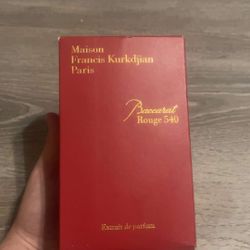 Maison
Francis Kurkdjian
Paris
Baccarat
Rouge 540
Extrait de parfum